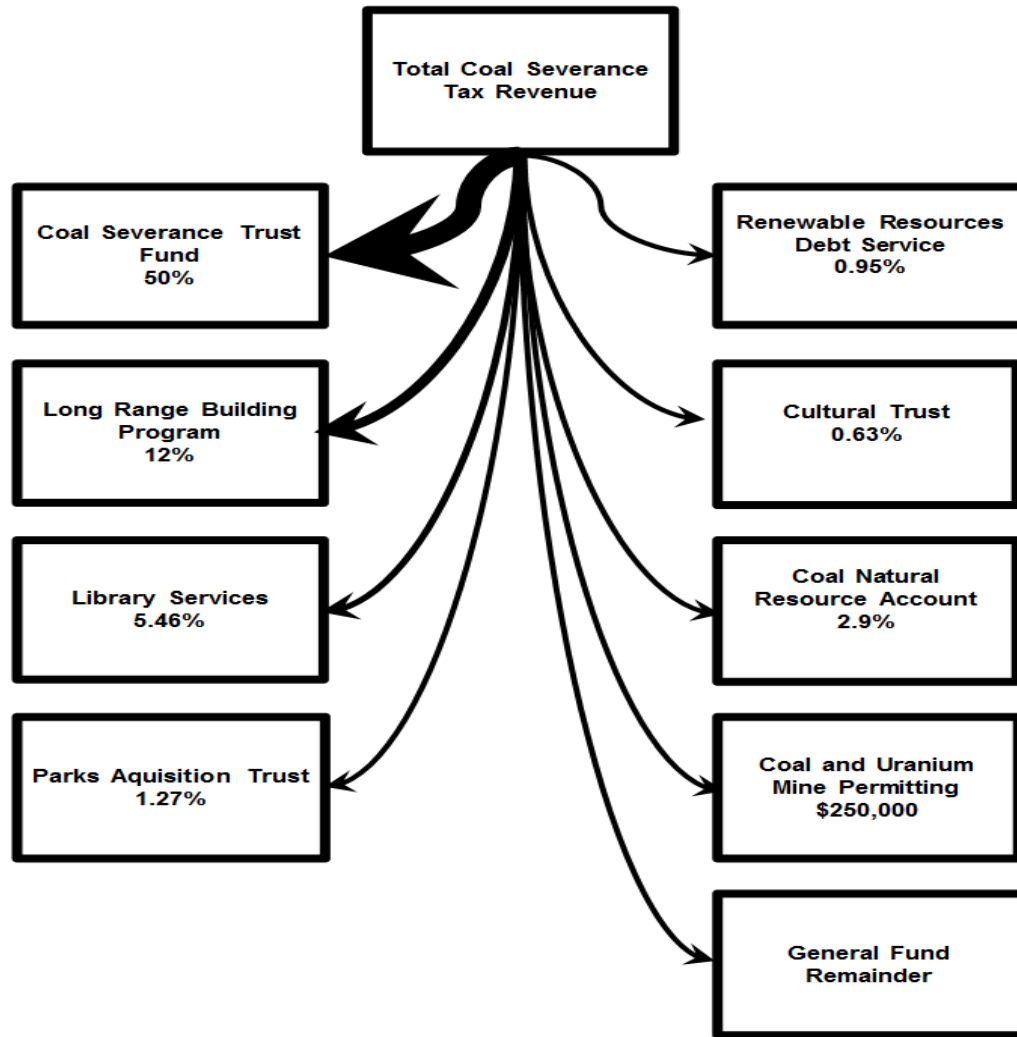 Total Coal Severance
Tax Revenue
Coal Severance Trust
Fund
50%
Renewable Resources
Debt Service
0.95%
Long Range Building
Program
12%
Cultural Trust
0.63%
Library Services
5.46%
Coal Natural
Resource Account
2.9%
Parks Aquisition Trust
1.27%
Coal and Uranium
Mine Permitting
$250,000
General Fund
Remainder